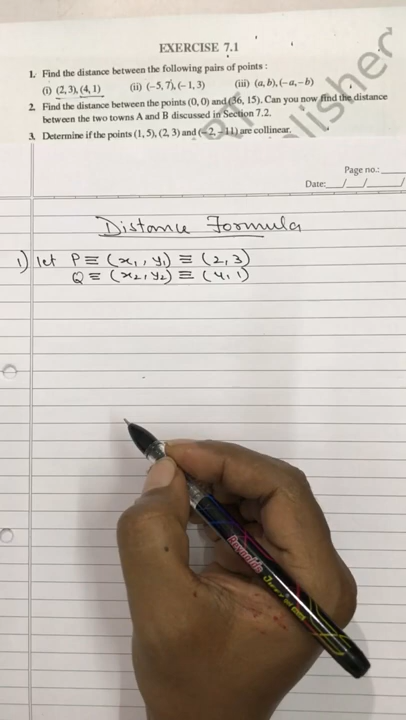 EXERCISE 7.1
1. Find the distance between the following pairs of points :
(i) (2, 3), (4, 1) (ii) (–5, 7), (–1, 3) (iii) (a, b), (–a, –b)
2. Find the distance between the points (0, 0) and (36, 15). Can you now find the distance
between the two towns A and B discussed in Section 7.2.
3. Determine if the points (1, 5), (2, 3) and (–2, –11) are collinear.
Page no.:
Date: / /
Distance Formula
1) let P ≡ (x₁, y₁) ≡ (2, 3)
Q ≡ (x₂, y₂) ≡ (4, 1)
Reynolds